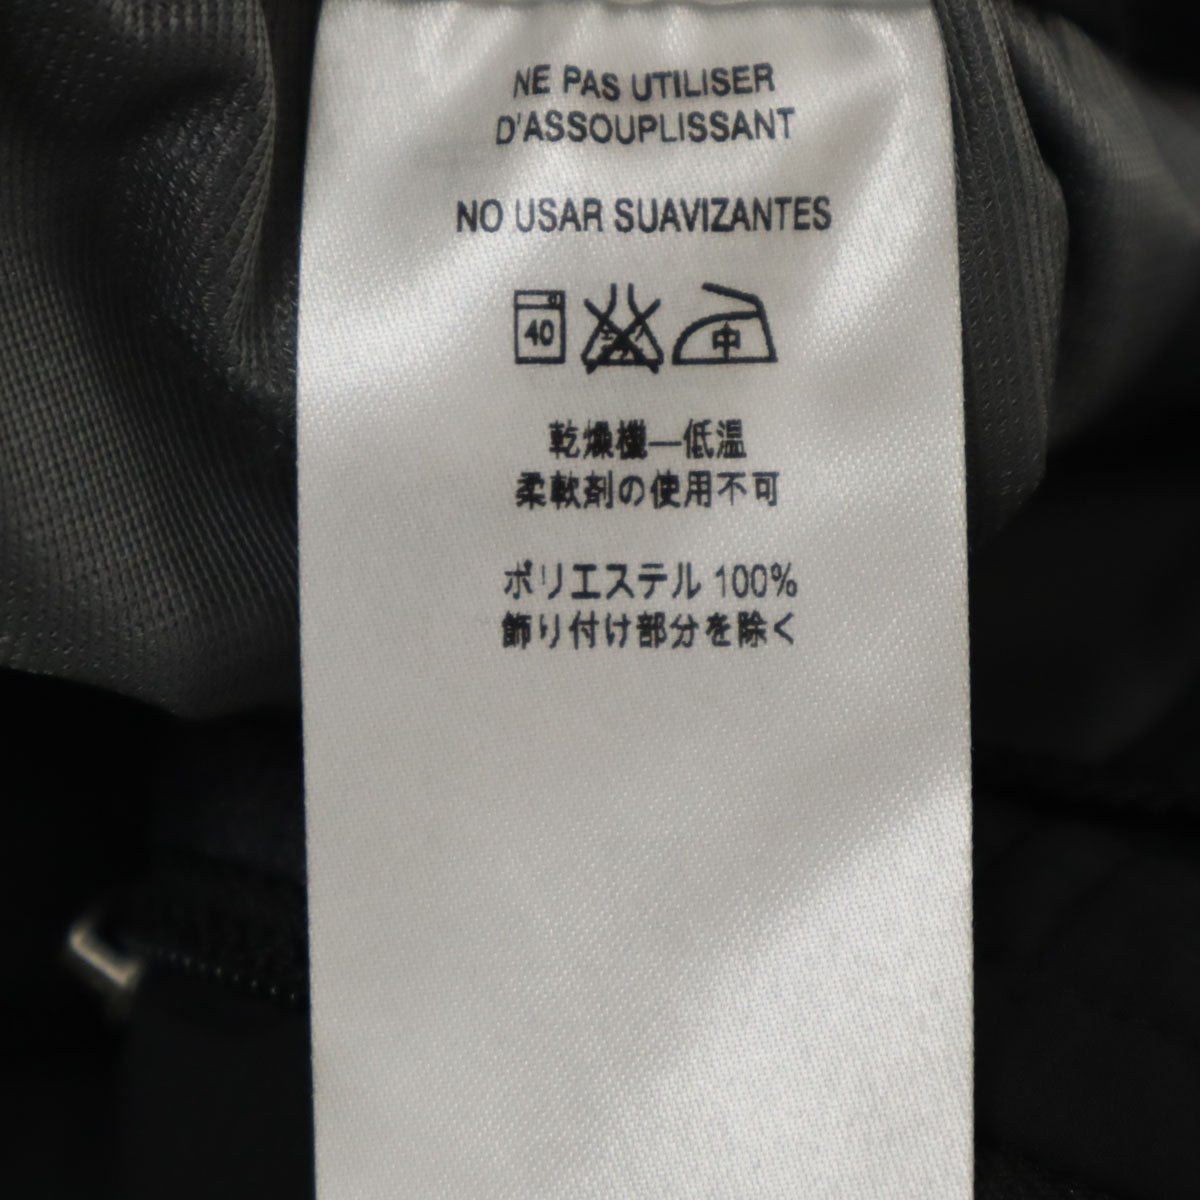 NE PAS UTILISER
D'ASSOUPLISSANT
NO USAR SUAVIZANTES
40 中
乾燥機—低温
柔軟剤の使用不可
ポリエステル 100%
飾り付け部分を除く